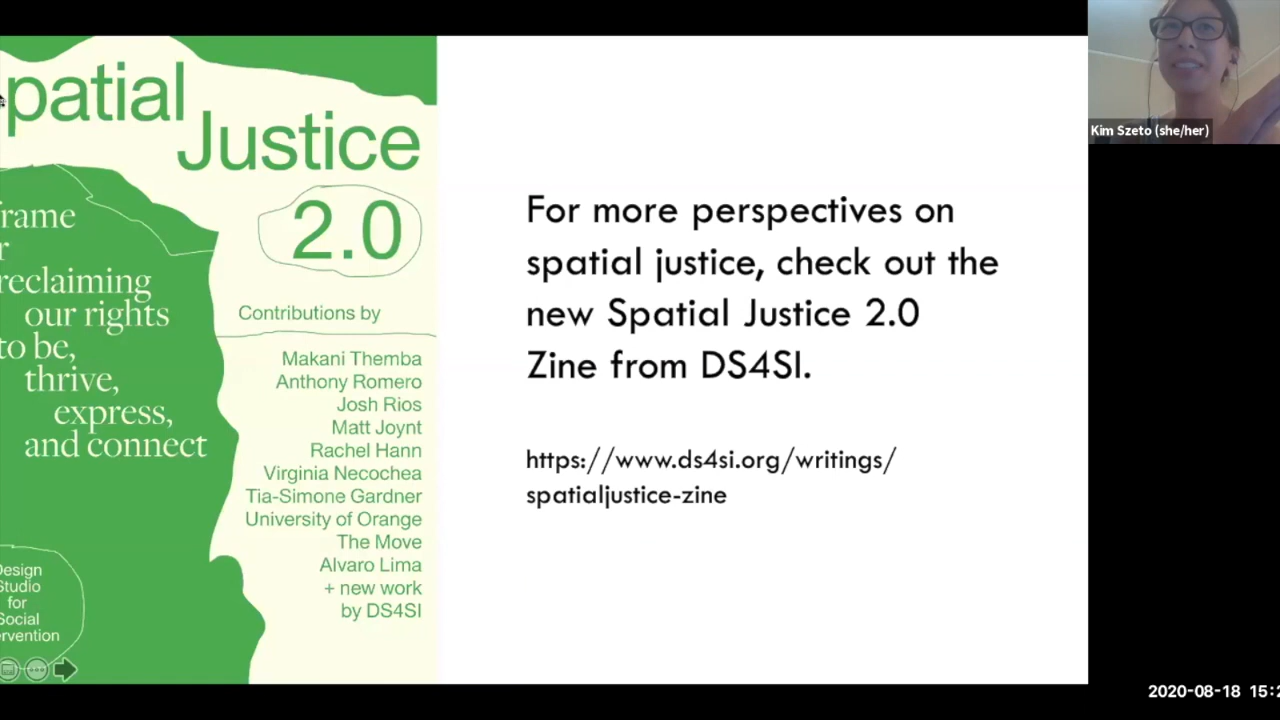 patial
Justice
2.0
our rights
reclaiming
to be,
thrive,
express,
and connect
Contributions by
Makani Themba
Anthony Romero
Josh Rios
Matt Joynt
Rachel Hann
Virginia Necochea
Tia-Simone Gardner
University of Orange
The Move
Alvaro Lima
+ new work
by DS4SI
Design
Studio
for
Social
ervention
For more perspectives on
spatial justice, check out the
new Spatial Justice 2.0
Zine from DS4SI.
https://www.ds4si.org/writings/
spatialjustice-zine
Kim Szeto (she/her)
2020-08-18 15:2